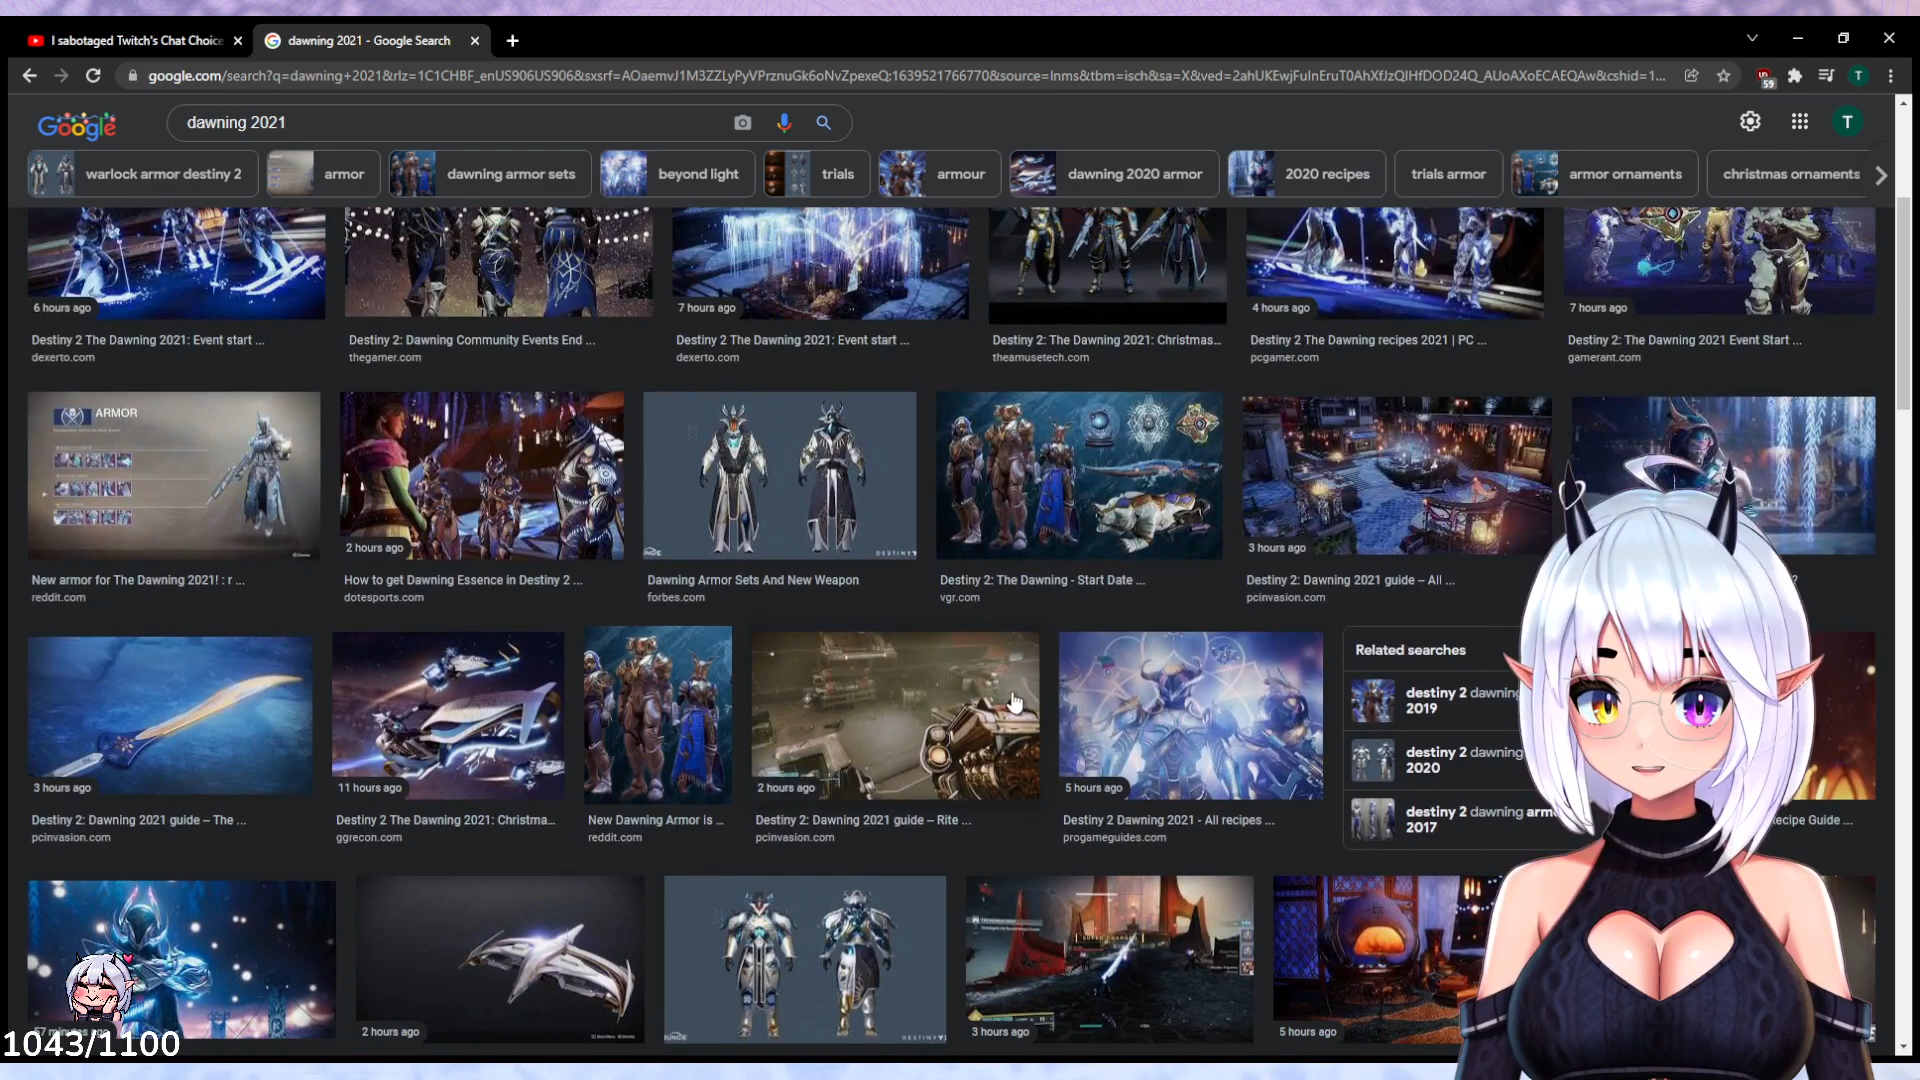 I sabotaged Twitch's Chat Choice
dawning 2021 - Google Search
google.com/search?q=dawning+2021&rlz=1C1CHBF_enUS906US906&sxsrf=AOaemvJ1M3ZZLyPyVPrznuGk6oNvZpexeQ:1639521766770&source=lnms&tbm=isch&sa=X&ved=2ahUKEwjFulnEruT0AhXfJzQIHfDOD24Q_AUoAXoECAEQAw&cshid=1...
59
T
Google
dawning 2021
T
warlock armor destiny 2
armor
dawning armor sets
beyond light
trials
armour
dawning 2020 armor
2020 recipes
trials armor
armor ornaments
christmas ornaments
6 hours ago
7 hours ago
4 hours ago
7 hours ago
Destiny 2 The Dawning 2021: Event start ...
dexerto.com
Destiny 2: Dawning Community Events End ...
thegamer.com
Destiny 2 The Dawning 2021: Event start ...
dexerto.com
Destiny 2: The Dawning 2021: Christmas...
theamusetech.com
Destiny 2 The Dawning recipes 2021 | PC ...
pcgamer.com
Destiny 2: The Dawning 2021 Event Start ...
gamerant.com
ARMOR
2 hours ago
DESTINY
3 hours ago
New armor for The Dawning 2021! : r ...
reddit.com
How to get Dawning Essence in Destiny 2 ...
dotesports.com
Dawning Armor Sets And New Weapon
forbes.com
Destiny 2: The Dawning - Start Date ...
vgr.com
Destiny 2: Dawning 2021 guide – All ...
pcinvasion.com
3 hours ago
11 hours ago
2 hours ago
5 hours ago
Related searches
destiny 2 dawning
2019
destiny 2 dawning
2020
destiny 2 dawning arm
2017
Destiny 2: Dawning 2021 guide – The ...
pcinvasion.com
Destiny 2 The Dawning 2021: Christma...
ggrecon.com
New Dawning Armor is ...
reddit.com
Destiny 2: Dawning 2021 guide – Rite ...
pcinvasion.com
Destiny 2 Dawning 2021 - All recipes ...
progameguides.com
ecipe Guide ...
57 minutes ago
2 hours ago
DESTINY
3 hours ago
5 hours ago
1043/1100